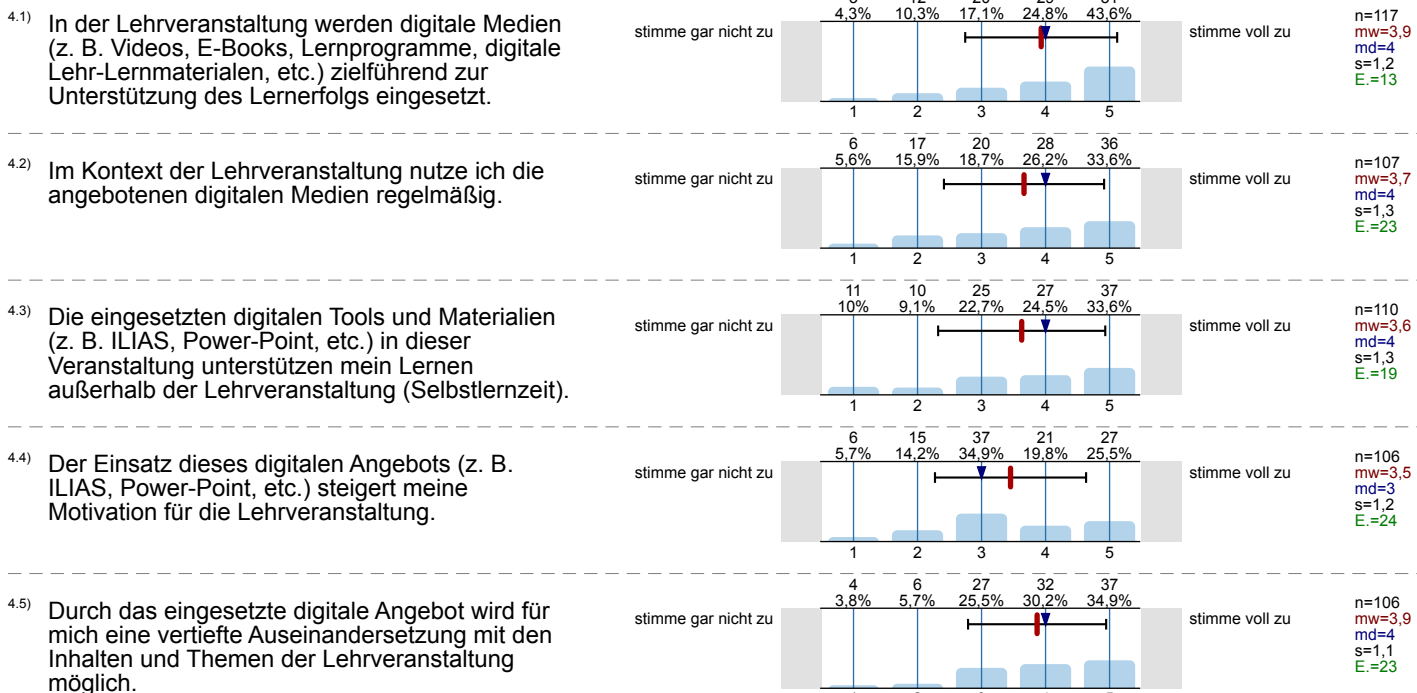 4.1) In der Lehrveranstaltung werden digitale Medien
(z. B. Videos, E-Books, Lernprogramme, digitale
Lehr-Lernmaterialen, etc.) zielführend zur
Unterstützung des Lernerfolgs eingesetzt.
stimme gar nicht zu
4,3% 10,3% 17,1% 24,8% 43,6%
1 2 3 4 5
stimme voll zu
n=117
mw=3,9
md=4
s=1,2
E.=13
4.2) Im Kontext der Lehrveranstaltung nutze ich die
angebotenen digitalen Medien regelmäßig.
stimme gar nicht zu
6 17 20 28 36
5,6% 15,9% 18,7% 26,2% 33,6%
1 2 3 4 5
stimme voll zu
n=107
mw=3,7
md=4
s=1,3
E.=23
4.3) Die eingesetzten digitalen Tools und Materialien
(z. B. ILIAS, Power-Point, etc.) in dieser
Veranstaltung unterstützen mein Lernen
außerhalb der Lehrveranstaltung (Selbstlernzeit).
stimme gar nicht zu
11 10 25 27 37
10% 9,1% 22,7% 24,5% 33,6%
1 2 3 4 5
stimme voll zu
n=110
mw=3,6
md=4
s=1,3
E.=19
4.4) Der Einsatz dieses digitalen Angebots (z. B.
ILIAS, Power-Point, etc.) steigert meine
Motivation für die Lehrveranstaltung.
stimme gar nicht zu
6 15 37 21 27
5,7% 14,2% 34,9% 19,8% 25,5%
1 2 3 4 5
stimme voll zu
n=106
mw=3,5
md=3
s=1,2
E.=24
4.5) Durch das eingesetzte digitale Angebot wird für
mich eine vertiefte Auseinandersetzung mit den
Inhalten und Themen der Lehrveranstaltung
möglich.
stimme gar nicht zu
4 6 27 32 37
3,8% 5,7% 25,5% 30,2% 34,9%
stimme voll zu
n=106
mw=3,9
md=4
s=1,1
E.=23